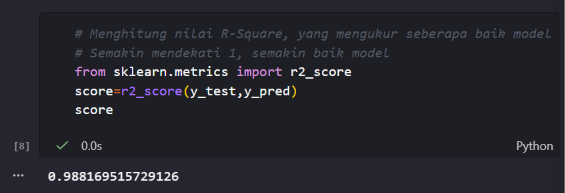 # Menghitung nilai R-Square, yang mengukur seberapa baik model
# Semakin mendekati 1, semakin baik model
from sklearn.metrics import r2_score
score=r2_score(y_test,y_pred)
score
[8] ✓ 0.0s Python
... 0.988169515729126